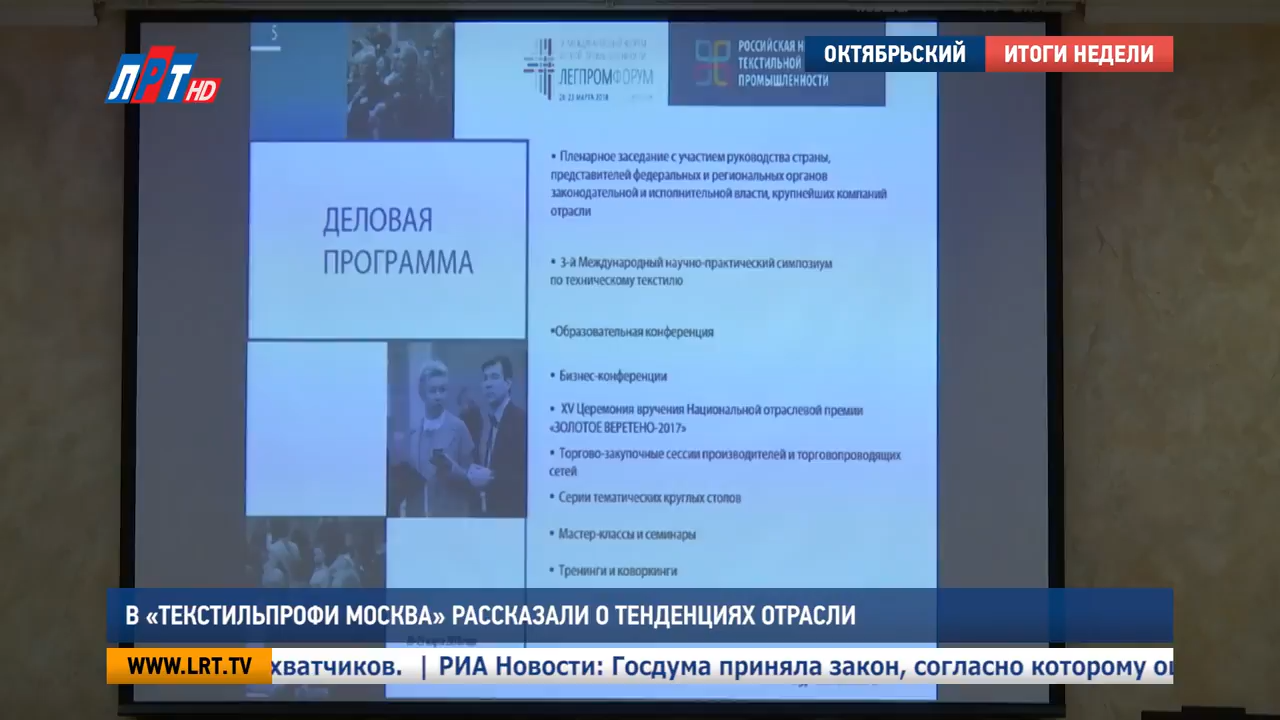 5
ЛРТ HD
ЛЕГПРОМФОРУМ
20-23 МАРТА 2018
РОССИЙСКАЯ
ТЕКСТИЛЬНОЙ
ПРОМЫШЛЕННОСТИ
ОКТЯБРЬСКИЙ
ИТОГИ НЕДЕЛИ
ДЕЛОВАЯ
ПРОГРАММА
• Пленарное заседание с участием руководства страны,
представителей федеральных и региональных органов
законодательной и исполнительной власти, крупнейших компаний
отрасли
• 3-й Международный научно-практический симпозиум
по техническому текстилю
•Образовательная конференция
• Бизнес-конференции
• XV Церемония вручения Национальной отраслевой премии
«ЗОЛОТОЕ ВЕРЕТЕНО-2017»
• Торгово-закупочные сессии производителей и торговопроводящих
сетей
• Серии тематических круглых столов
• Мастер-классы и семинары
• Тренинги и коворкинги
В «ТЕКСТИЛЬПРОФИ МОСКВА» РАССКАЗАЛИ О ТЕНДЕНЦИЯХ ОТРАСЛИ
WWW.LRT.TV
хватчиков. | РИА Новости: Госдума приняла закон, согласно которому